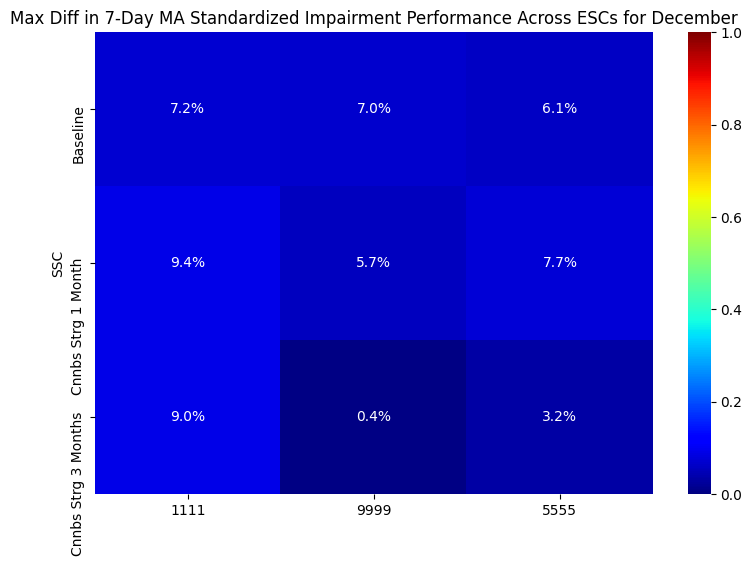 Max Diff in 7-Day MA Standardized Impairment Performance Across ESCs for December
SSC
Baseline
7.2% 7.0% 6.1%
Cnnbs Strg 1 Month
9.4% 5.7% 7.7%
Cnnbs Strg 3 Months
9.0% 0.4% 3.2%
1111 9999 5555
1.0
0.8
0.6
0.4
0.2
0.0